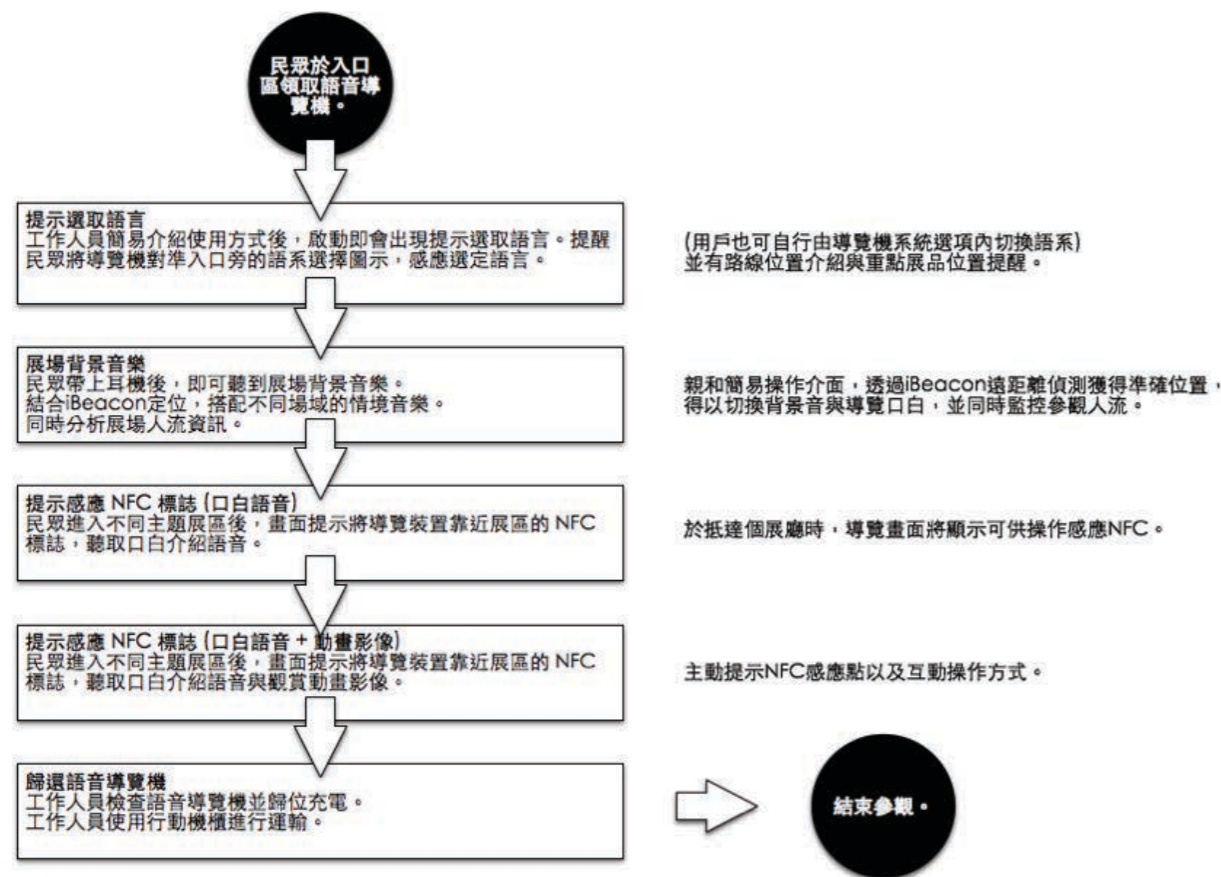 民眾於入口
區領取語音導
覽機。
提示選取語言
工作人員簡易介紹使用方式後，啟動即會出現提示選取語言。提醒
民眾將導覽機對準入口旁的語系選擇圖示，感應選定語言。
(用戶也可自行由導覽機系統選項內切換語系)
並有路線位置介紹與重點展品位置提醒。
展場背景音樂
民眾帶上耳機後，即可聽到展場背景音樂。
結合iBeacon定位，搭配不同場域的情境音樂。
同時分析展場人流資訊。
親和簡易操作介面，透過iBeacon遠距離偵測獲得準確位置，
得以切換背景音與導覽口白，並同時監控參觀人流。
提示感應 NFC 標誌 (口白語音)
民眾進入不同主題展區後，畫面提示將導覽裝置靠近展區的 NFC
標誌，聽取口白介紹語音。
於抵達個展廳時，導覽畫面將顯示可供操作感應NFC。
提示感應 NFC 標誌 (口白語音 + 動畫影像)
民眾進入不同主題展區後，畫面提示將導覽裝置靠近展區的 NFC
標誌，聽取口白介紹語音與觀賞動畫影像。
主動提示NFC感應點以及互動操作方式。
歸還語音導覽機
工作人員檢查語音導覽機並歸位充電。
工作人員使用行動機櫃進行運輸。
結束參觀。